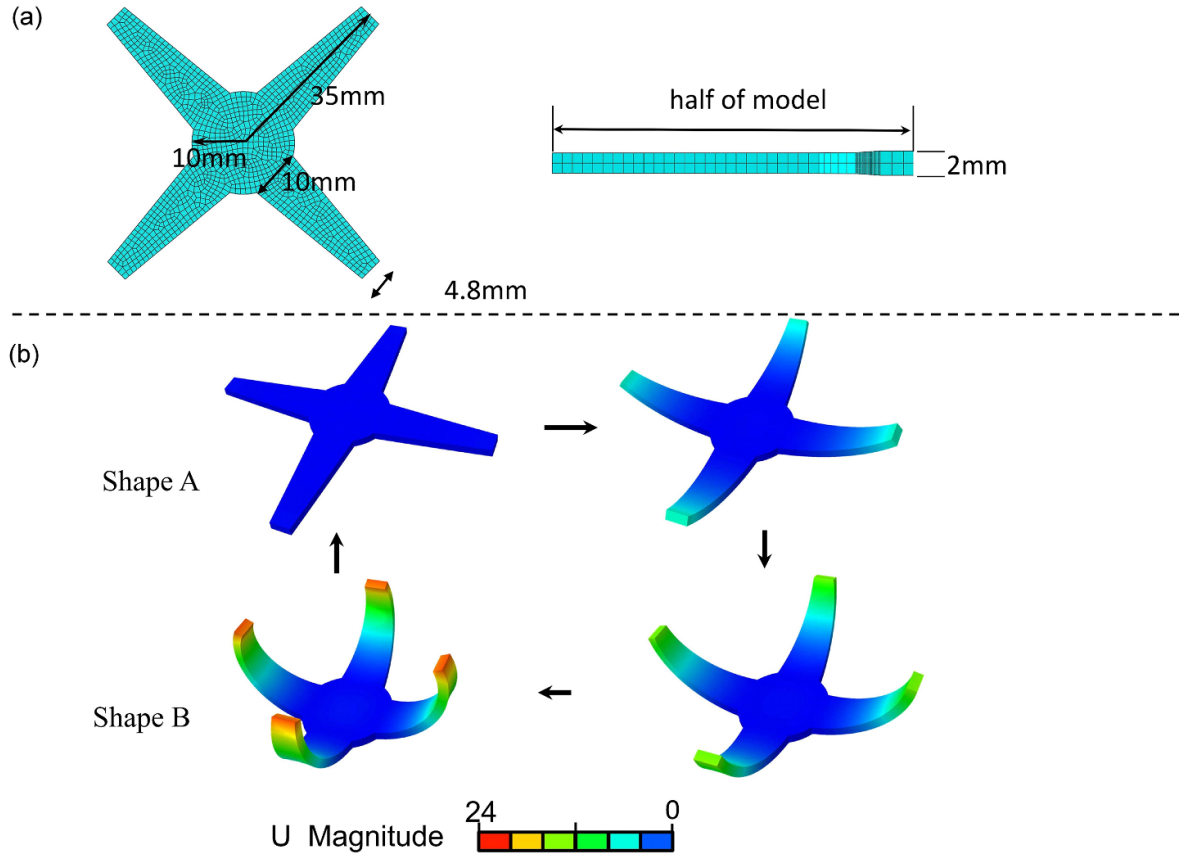 (a)
35mm
10mm
10mm
4.8mm
half of model
2mm
(b)
Shape A
Shape B
24
0
U Magnitude